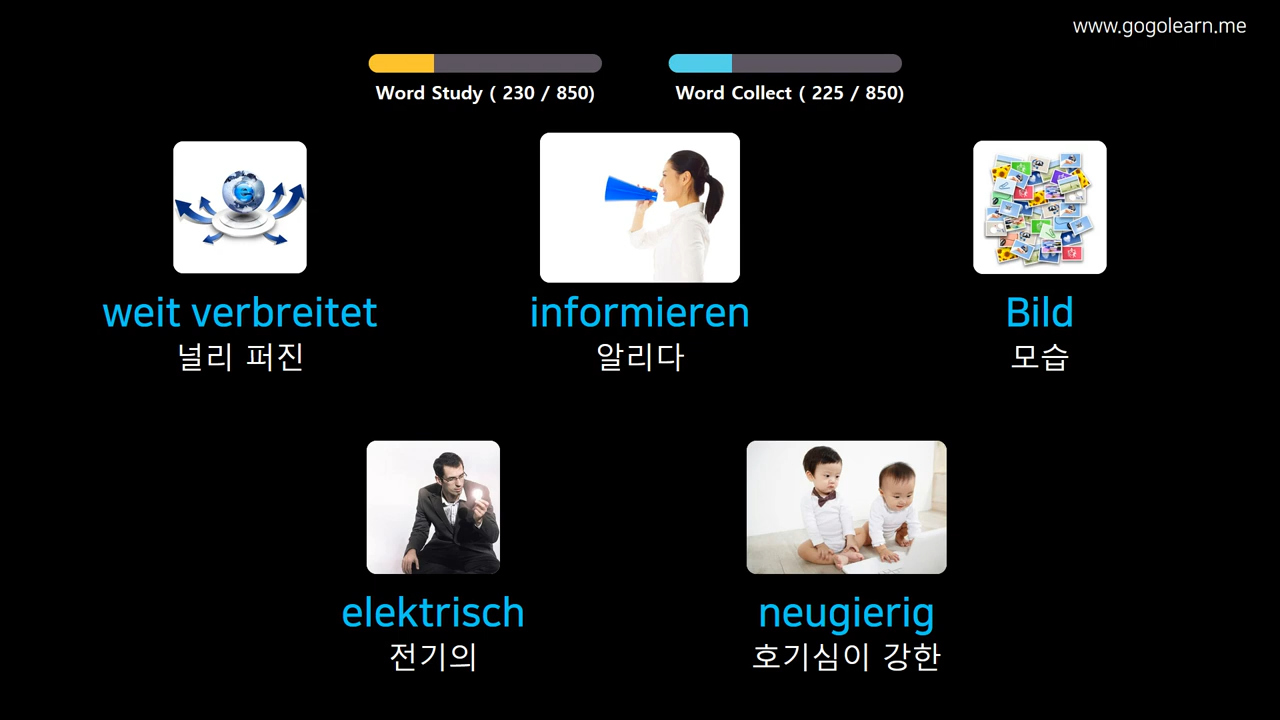 www.gogolearn.me
Word Study ( 230 / 850)
Word Collect ( 225 / 850)
weit verbreitet
널리 퍼진
informieren
알리다
Bild
모습
elektrisch
전기의
neugierig
호기심이 강한